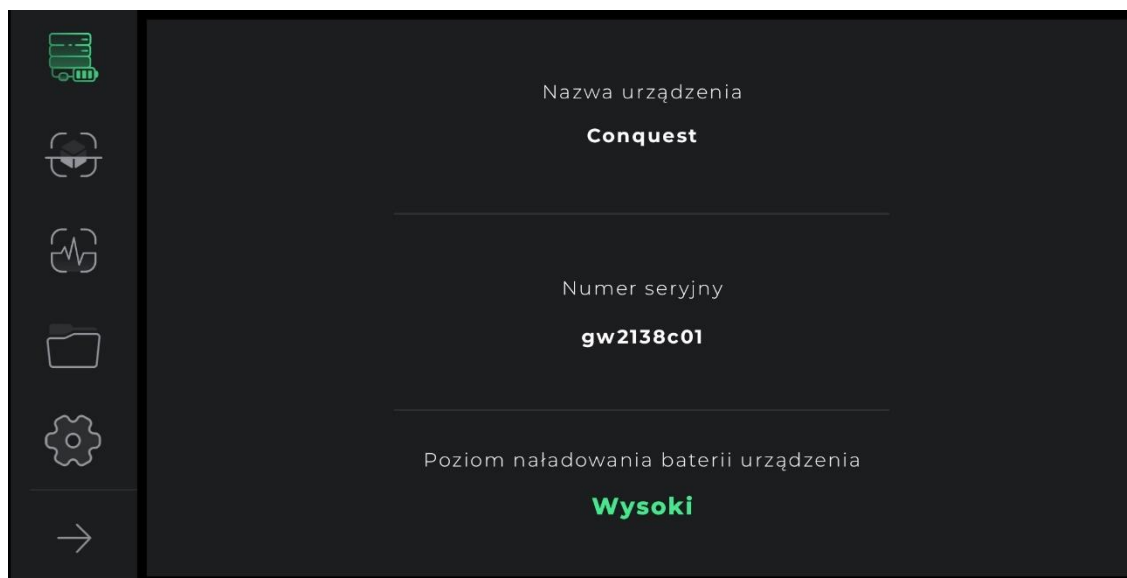 Nazwa urządzenia
Conquest
Numer seryjny
gw2138c01
Poziom naładowania baterii urządzenia
Wysoki